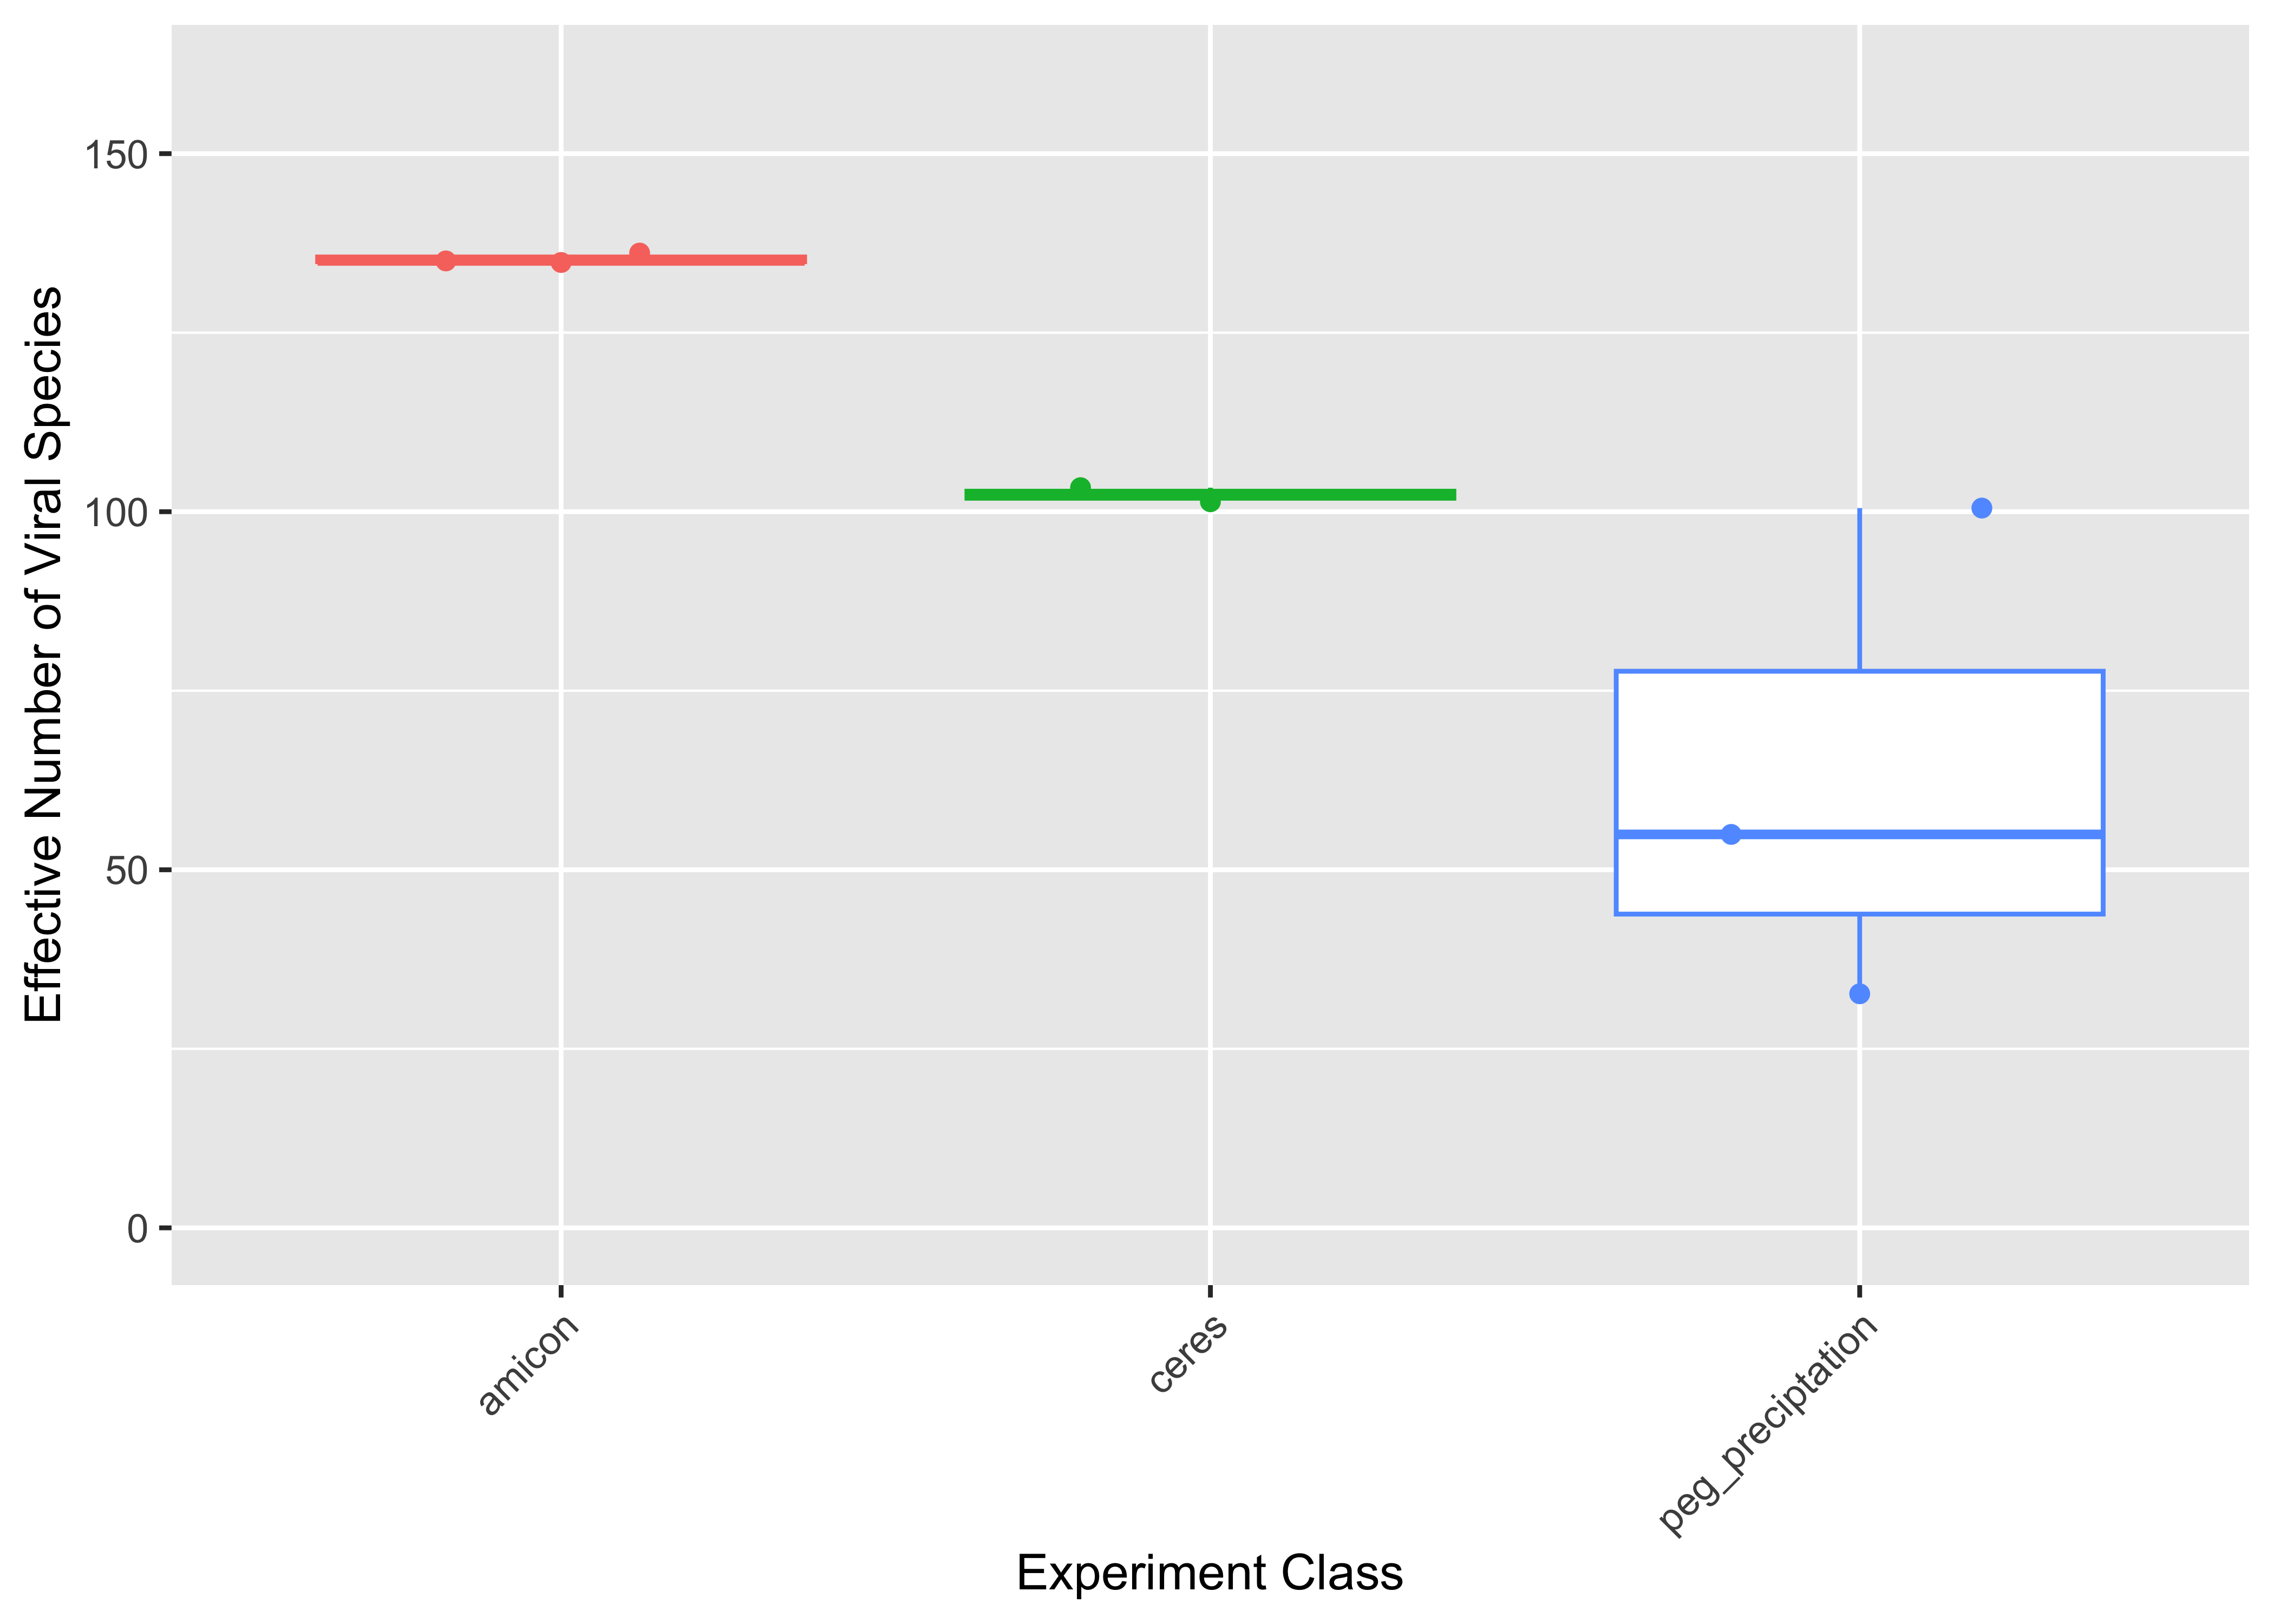 Effective Number of Viral Species
150
100
50
0
amicon
ceres
peg_preciptation
Experiment Class